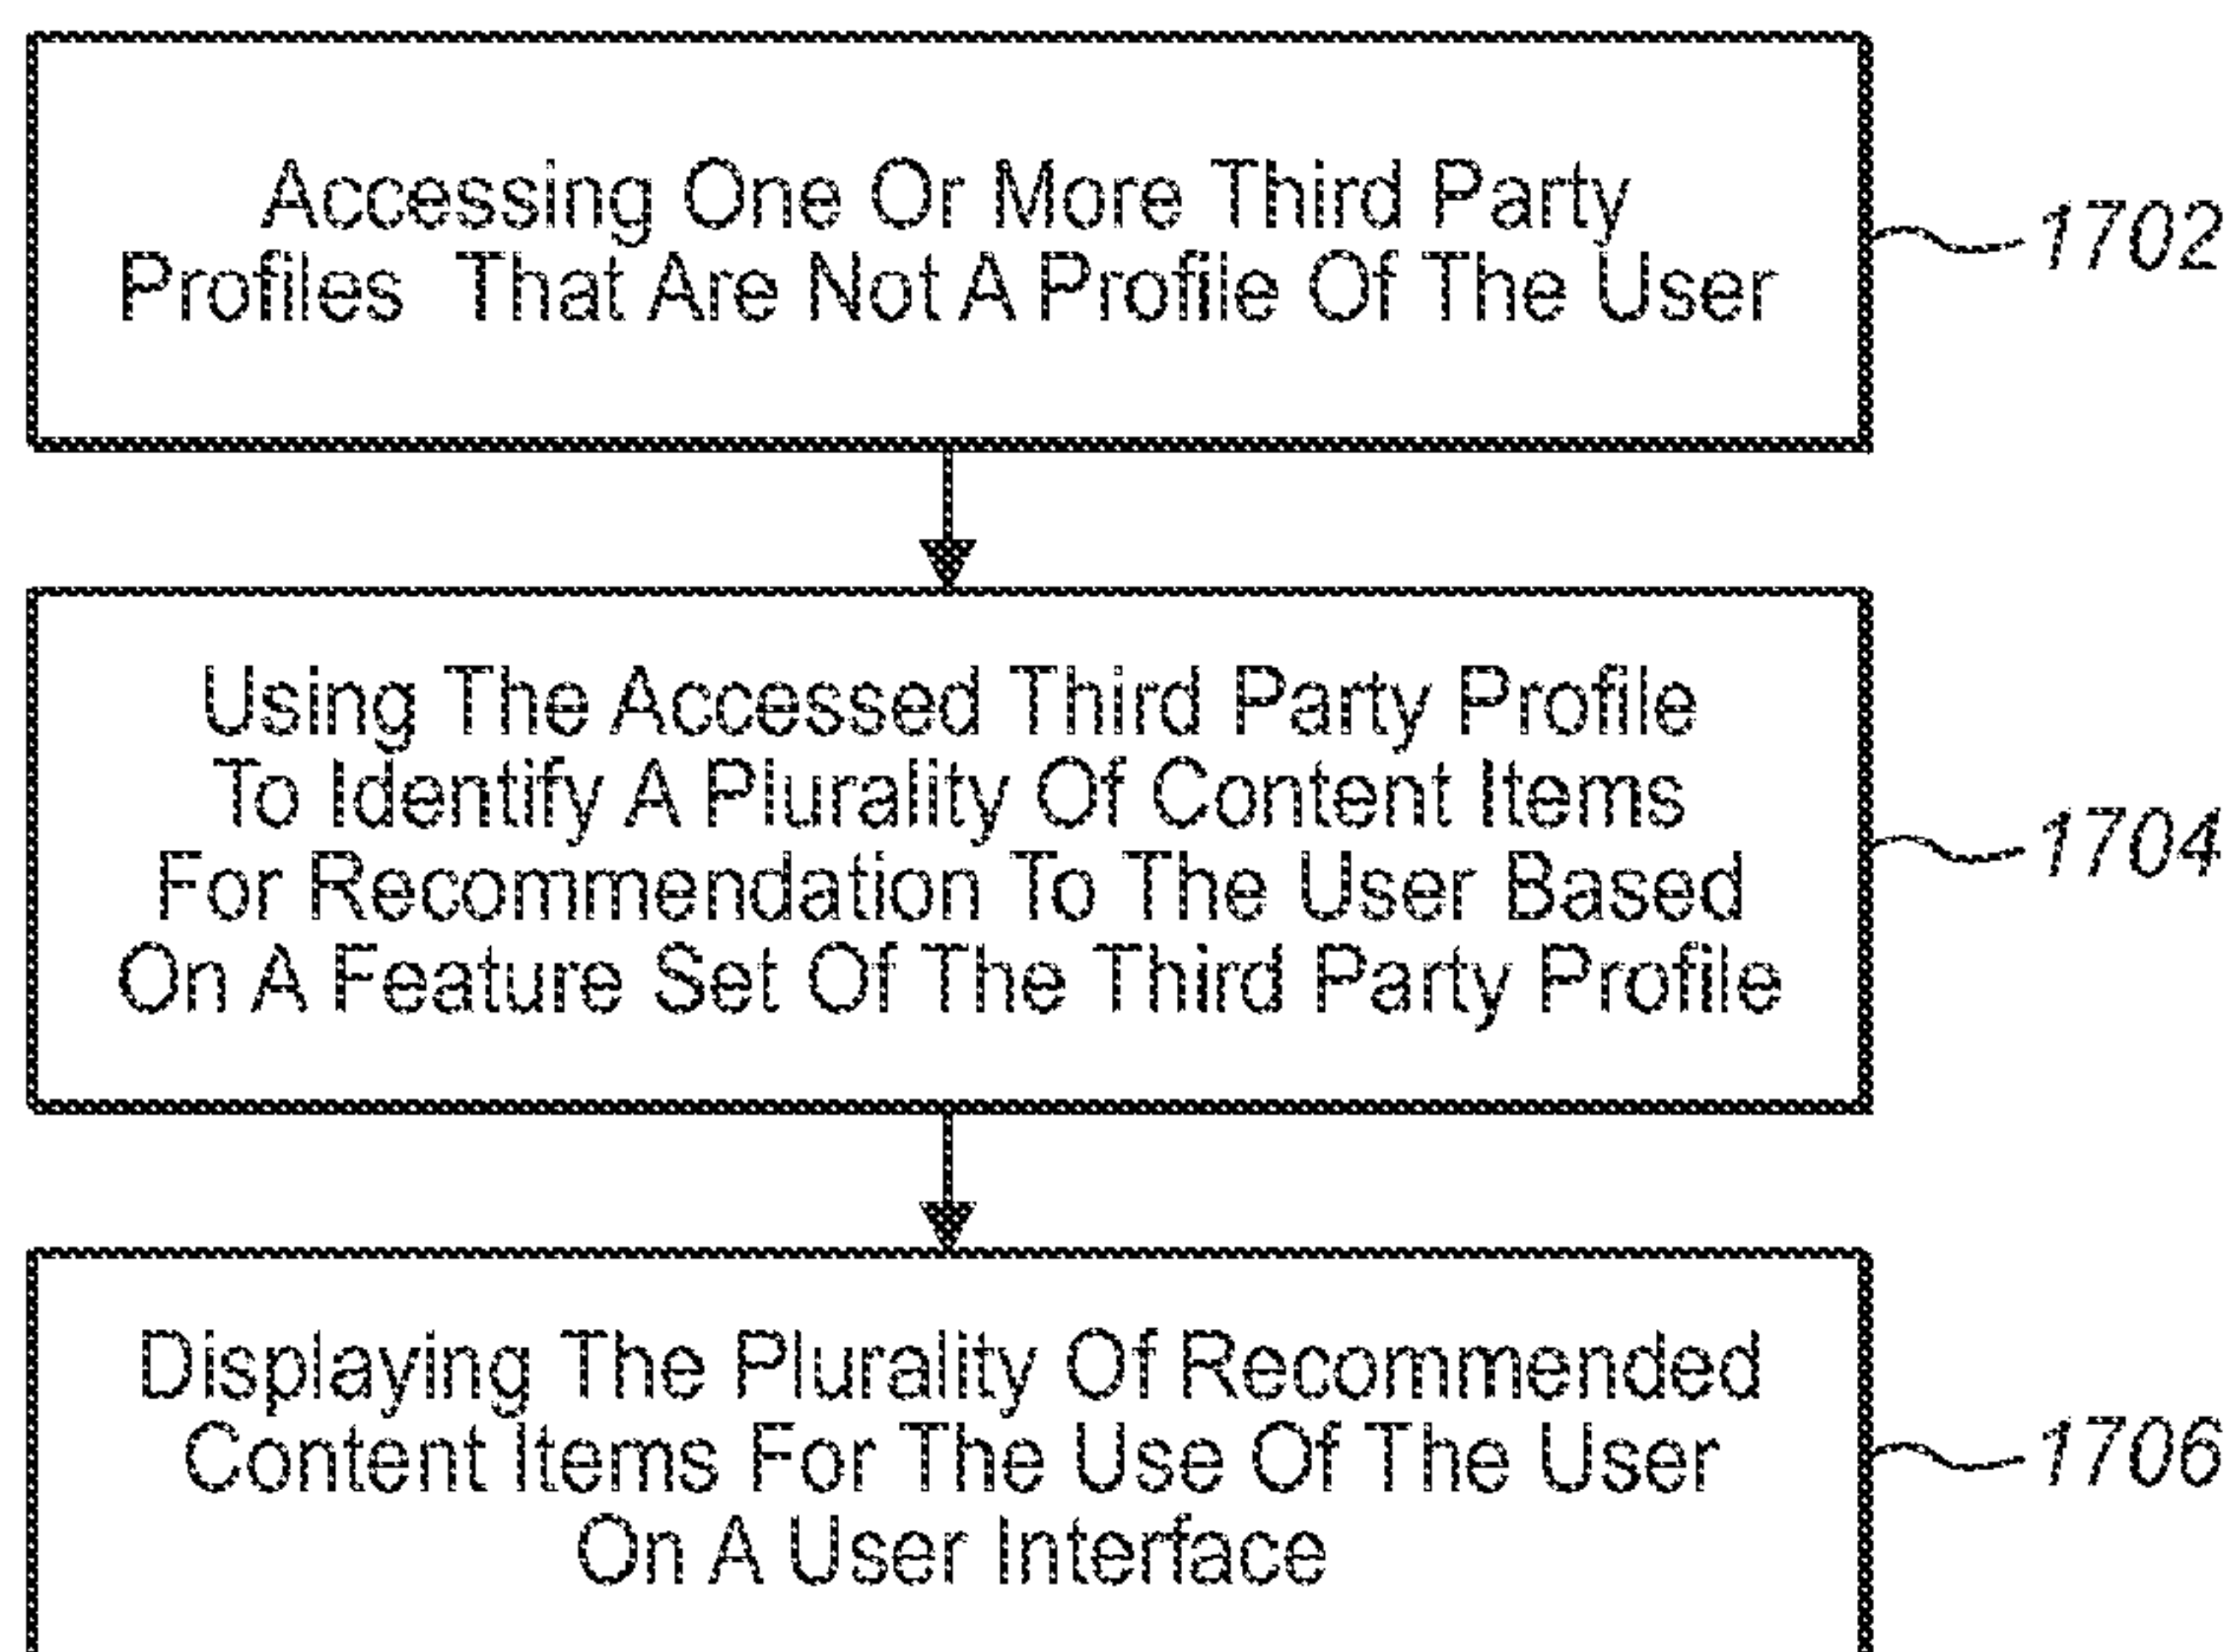 Accessing One Or More Third Party
Profiles That Are Not A Profile Of The User
1702
Using The Accessed Third Party Profile
To Identify A Plurality Of Content Items
For Recommendation To The User Based
On A Feature Set Of The Third Party Profile
1704
Displaying The Plurality Of Recommended
Content Items For The Use Of The User
On A User Interface
1706